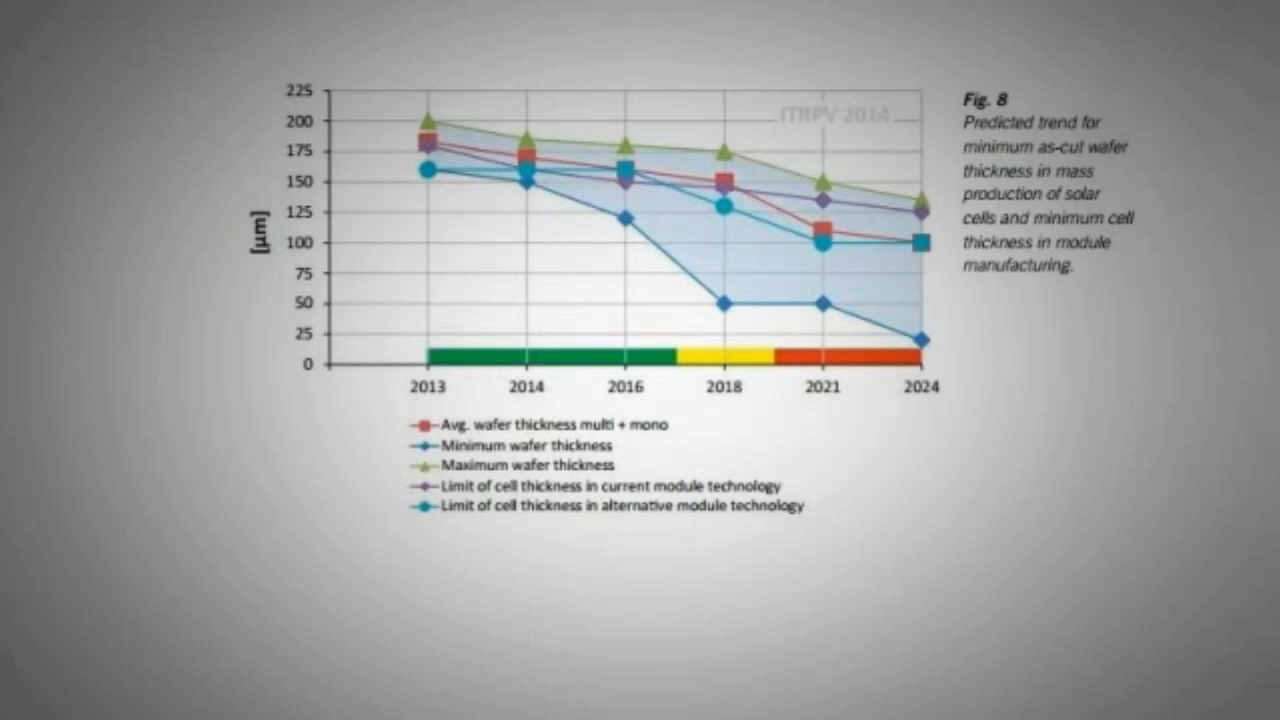 225
200
175
150
125
100
75
50
25
0
[µm]
ITRPV 2014
2013 2014 2016 2018 2021 2024
Avg. wafer thickness multi + mono
Minimum wafer thickness
Maximum wafer thickness
Limit of cell thickness in current module technology
Limit of cell thickness in alternative module technology
Fig. 8
Predicted trend for
minimum as-cut wafer
thickness in mass
production of solar
cells and minimum cell
thickness in module
manufacturing.